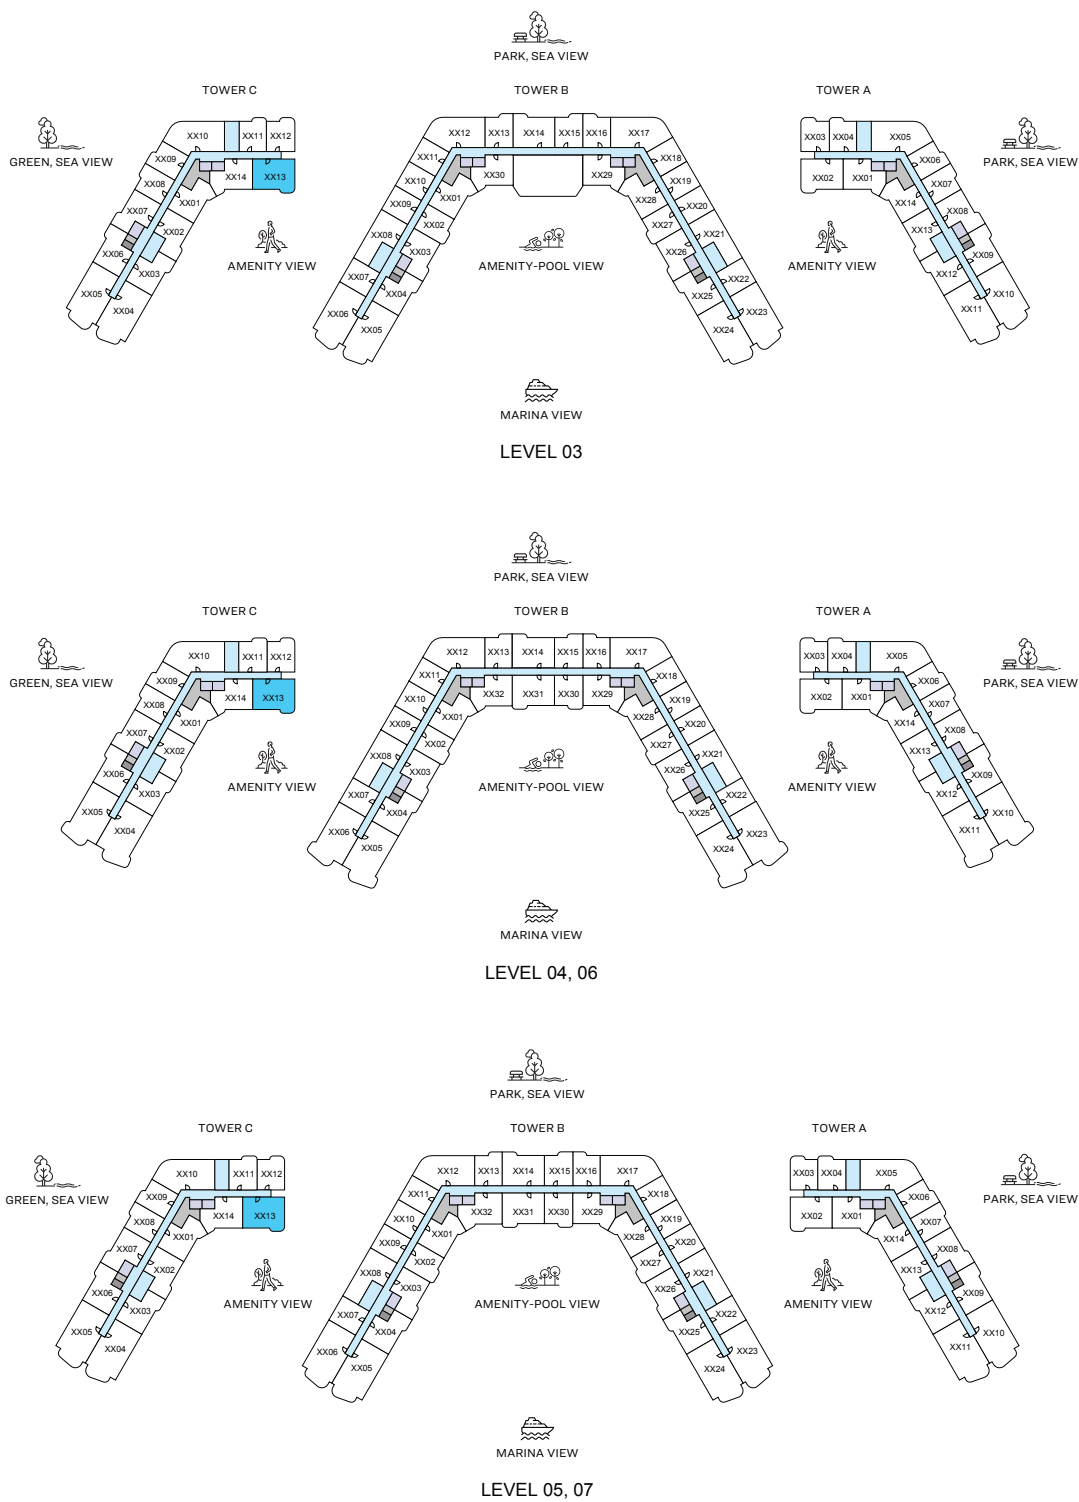 PARK, SEA VIEW
TOWER C
TOWER B
TOWER A
GREEN, SEA VIEW
PARK, SEA VIEW
XX10 XX11 XX12
XX09
XX08
XX14 XX13
XX01
XX07
XX02
XX06
XX03
XX05
XX04
XX12 XX13 XX14 XX15 XX16 XX17
XX11
XX30
XX29
XX18
XX10
XX01
XX28
XX19
XX09
XX02
XX27
XX20
XX08
XX03
XX26
XX21
XX07
XX04
XX25
XX22
XX06
XX05
XX24
XX23
XX03 XX04 XX05
XX02 XX01
XX06
XX14
XX07
XX13
XX08
XX12
XX09
XX11
XX10
AMENITY VIEW
AMENITY-POOL VIEW
AMENITY VIEW
MARINA VIEW
LEVEL 03
PARK, SEA VIEW
TOWER C
TOWER B
TOWER A
GREEN, SEA VIEW
PARK, SEA VIEW
XX10 XX11 XX12
XX09
XX08
XX14 XX13
XX01
XX07
XX02
XX06
XX03
XX05
XX04
XX12 XX13 XX14 XX15 XX16 XX17
XX11
XX32 XX31 XX30 XX29
XX18
XX10
XX01
XX28
XX19
XX09
XX02
XX27
XX20
XX08
XX03
XX26
XX21
XX07
XX04
XX25
XX22
XX06
XX05
XX24
XX23
XX03 XX04 XX05
XX02 XX01
XX06
XX14
XX07
XX13
XX08
XX12
XX09
XX11
XX10
AMENITY VIEW
AMENITY-POOL VIEW
AMENITY VIEW
MARINA VIEW
LEVEL 04, 06
PARK, SEA VIEW
TOWER C
TOWER B
TOWER A
GREEN, SEA VIEW
PARK, SEA VIEW
XX10 XX11 XX12
XX09
XX08
XX14 XX13
XX01
XX07
XX02
XX06
XX03
XX05
XX04
XX12 XX13 XX14 XX15 XX16 XX17
XX11
XX32 XX31 XX30 XX29
XX18
XX10
XX01
XX28
XX19
XX09
XX02
XX27
XX20
XX08
XX03
XX26
XX21
XX07
XX04
XX25
XX22
XX06
XX05
XX24
XX23
XX03 XX04 XX05
XX02 XX01
XX06
XX14
XX07
XX13
XX08
XX12
XX09
XX11
XX10
AMENITY VIEW
AMENITY-POOL VIEW
AMENITY VIEW
MARINA VIEW
LEVEL 05, 07